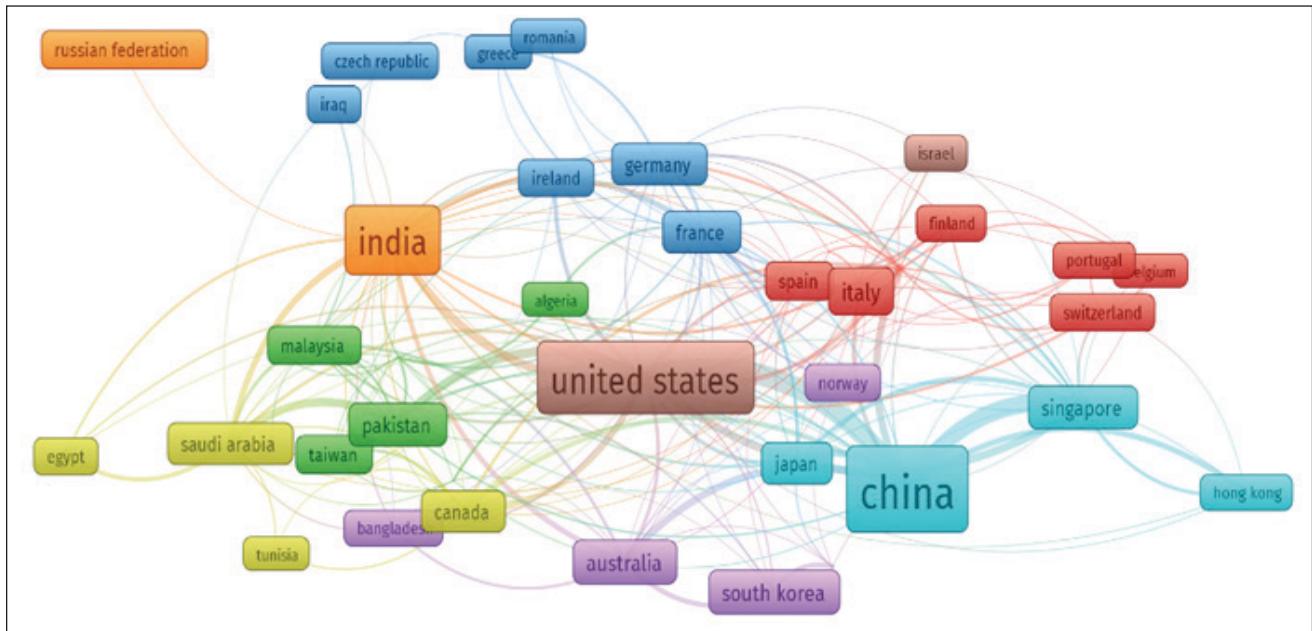 romania
russian federation
greece
czech republic
iraq
israel
germany
ireland
finland
france
india
portugal
elgium
spain
italy
algeria
switzerland
malaysia
united states
norway
singapore
pakistan
saudi arabia
taiwan
egypt
japan
china
hong kong
canada
bangladesh
tunisia
australia
south korea